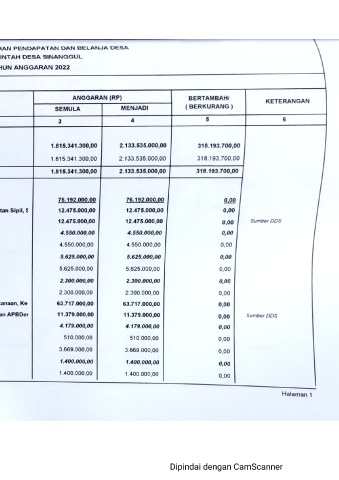 HAN PENDAPATAN DAN BELANJA DESA
INTAH DESA SINANGGUL
HUN ANGGARAN 2022
ANGGARAN (RP) BERTAMBAH/ ( BERKURANG ) KETERANGAN
SEMULA MENJADI
3 4 5 6
1.815.341.300,00 2.133.535.000,00 318.193.700,00
1.815.341.300,00 2.133.535.000,00 318.193.700,00
1.815.341.300,00 2.133.535.000,00 318.193.700,00
76.192.000,00 76.192.000,00 0,00
tan Sipil, S 12.475.000,00 12.475.000,00 0,00
12.475.000,00 12.475.000,00 0,00 Sumber DDS
4.550.000,00 4.550.000,00 0,00
4.550.000,00 4.550.000,00 0,00
5.625.000,00 5.625.000,00 0,00
5.625.000,00 5.625.000,00 0,00
2.300.000,00 2.300.000,00 0,00
2.300.000,00 2.300.000,00 0,00
anaan, Ke 63.717.000,00 63.717.000,00 0,00
an APBDes 11.379.000,00 11.379.000,00 0,00 Sumber DDS
4.179.000,00 4.179.000,00 0,00
510.000,00 510.000,00 0,00
3.669.000,00 3.669.000,00 0,00
1.400.000,00 1.400.000,00 0,00
1.400.000,00 1.400.000,00 0,00
Halaman 1
Dipindai dengan CamScanner